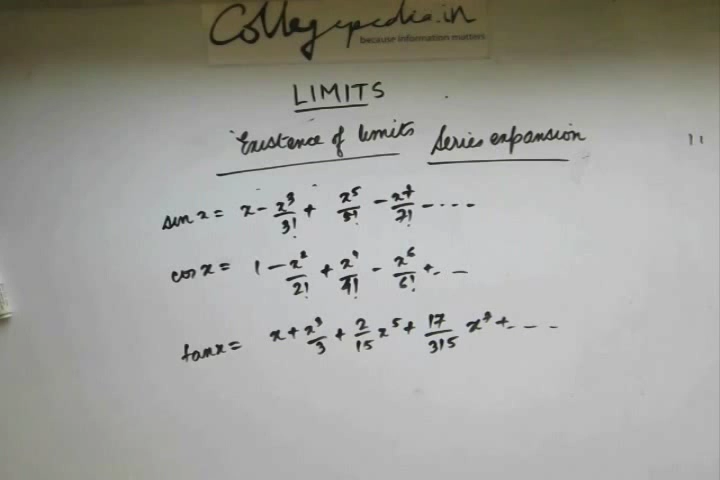 Collegepedia.in
because information matters
LIMITS
Existence of limits Series expansion
sin x = x - x³/3! + x⁵/5! - x⁷/7! - ....
cos x = 1 - x²/2! + x⁴/4! - x⁶/6! + - -
tan x = x + x³/3 + 2/15 x⁵ + 17/315 x⁷ + - - -